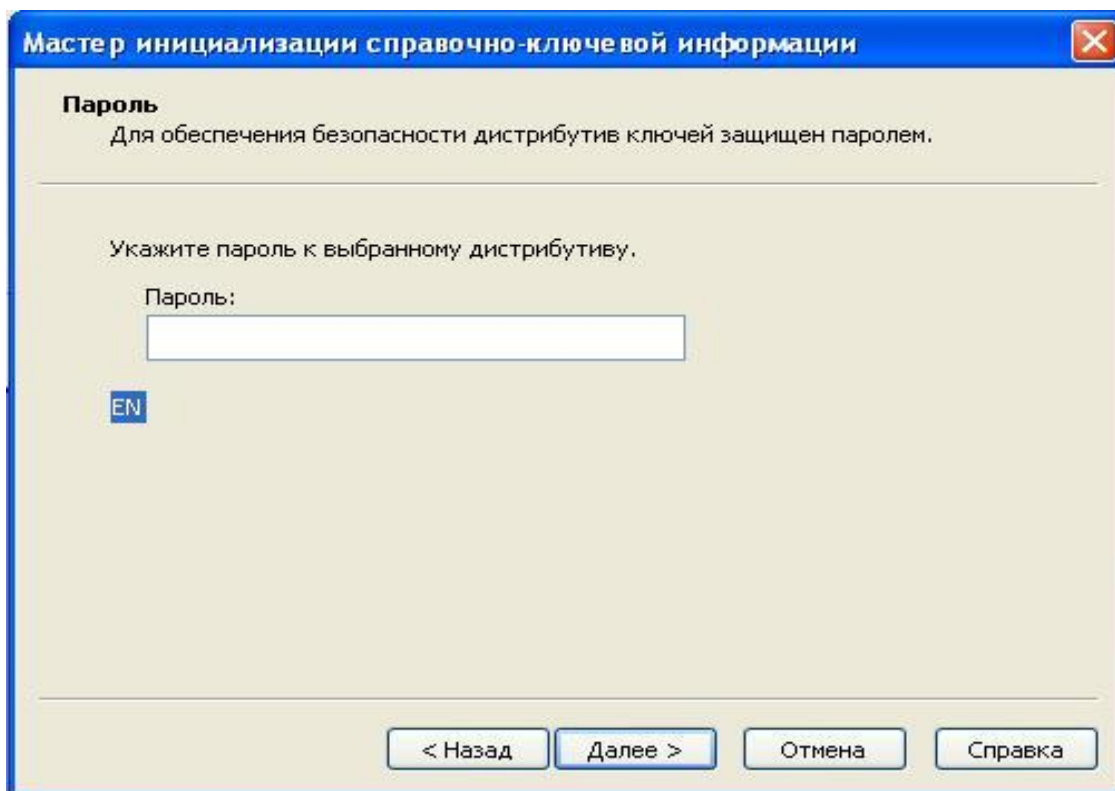 Мастер инициализации справочно-ключевой информации
Пароль
Для обеспечения безопасности дистрибутив ключей защищен паролем.
Укажите пароль к выбранному дистрибутиву.
Пароль:
EN
< Назад Далее > Отмена Справка